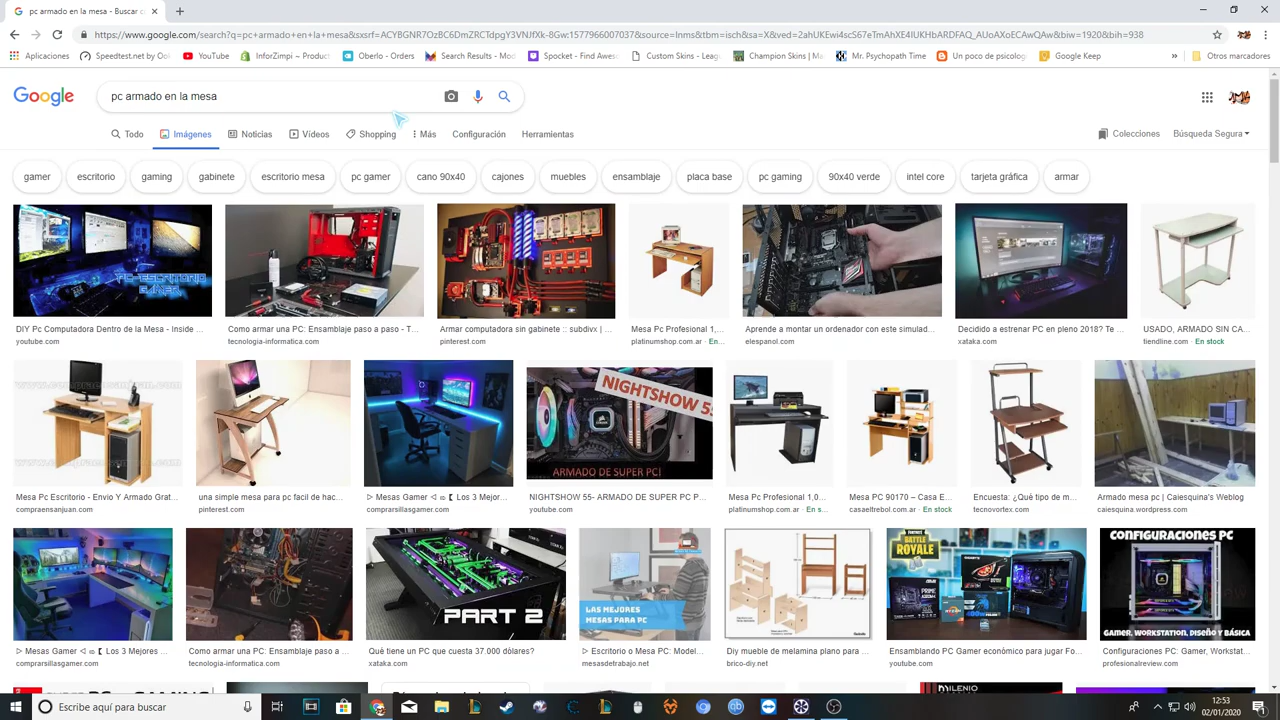 pc armado en la mesa - Buscar c
https://www.google.com/search?q=pc+armado+en+la+mesa&sxsrf=ACYBGNR7OzBC6DmZRCTdpgY3VNJfXk-8Gw:1577966007037&source=lnms&tbm=isch&sa=X&ved=2ahUKEwi4scS67eTmAhXE4IUKHbARDFAQ_AUoAXoECAwQAw&biw=1920&bih=938
Aplicaciones
Speedtest.net by Ook
YouTube
InforZimpi ~ Product
Oberlo - Orders
Search Results - Mod
Spocket - Find Awes
Custom Skins - Leagu
Champion Skins | Ma
Mr. Psychopath Time
Un poco de psicolog
Google Keep
»
Otros marcadores
Google
pc armado en la mesa
Todo
Imágenes
Noticias
Vídeos
Shopping
Más
Configuración
Herramientas
Colecciones
Búsqueda Segura
gamer
escritorio
gaming
gabinete
escritorio mesa
pc gamer
cano 90x40
cajones
muebles
ensamblaje
placa base
pc gaming
90x40 verde
intel core
tarjeta gráfica
armar
PC ESCRITORIO
GAMER
DIY Pc Computadora Dentro de la Mesa - Inside ...
youtube.com
Como armar una PC: Ensamblaje paso a paso - T...
tecnologia-informatica.com
Armar computadora sin gabinete :: subdivx | ...
pinterest.com
Mesa Pc Profesional 1,...
platinumshop.com.ar · En...
Aprende a montar un ordenador con este simulad...
elespanol.com
Decidido a estrenar PC en pleno 2018? Te ...
xataka.com
USADO, ARMADO SIN CA...
tiendline.com · En stock
www.compraensanjuan.com
Mesa Pc Escritorio - Envio Y Armado Grat...
compraensanjuan.com
una simple mesa para pc facil de hac...
pinterest.com
▷ Mesas Gamer ◁ ∞【 Los 3 Mejor...
comprarsillasgamer.com
NIGHTSHOW 55
ARMADO DE SUPER PC!
NIGHTSHOW 55- ARMADO DE SUPER PC P...
youtube.com
Mesa Pc Profesional 1,0...
platinumshop.com.ar · En s...
Mesa PC 90170 – Casa E...
casaeltrebol.com.ar · En stock
Encuesta: ¿Qué tipo de m...
tecnovortex.com
Armado mesa pc | Caiesquina's Weblog
caiesquina.wordpress.com
▷ Mesas Gamer ◁ ∞【 Los 3 Mejores ...
comprarsillasgamer.com
Como armar una PC: Ensamblaje paso a ...
tecnologia-informatica.com
PART 2
Qué tiene un PC que cuesta 37.000 dólares?
xataka.com
LAS MEJORES
MESAS PARA PC
▷ Escritorio o Mesa PC: Model...
mesasdetrabajo.net
Diy mueble de melamina plano para ...
brico-diy.net
FORTNITE
BATTLE
ROYALE
PRIME
Ensamblando PC Gamer económico para jugar Fo...
youtube.com
CONFIGURACIONES PC
GAMER, WORKSTATION, DISEÑO Y BÁSICA
Configuraciones PC: Gamer, Workstat...
profesionalreview.com
MILENIO
Escribe aquí para buscar
12:53
02/01/2020